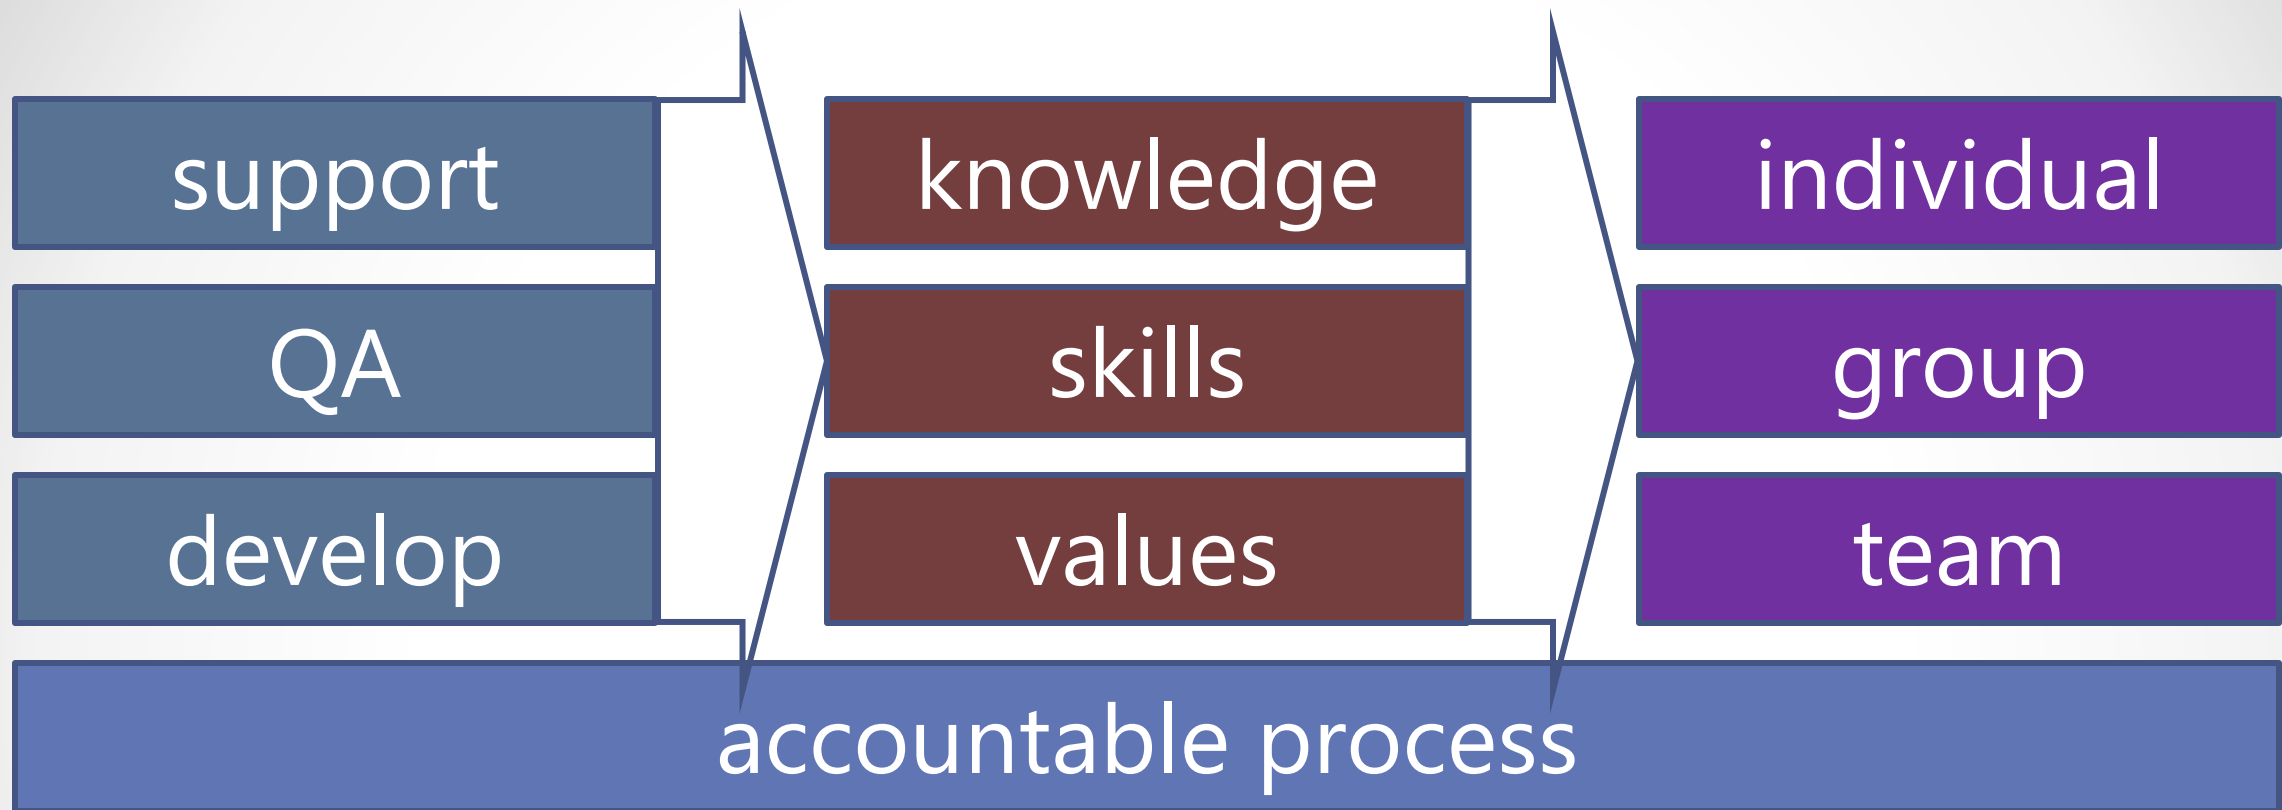 support
knowledge
individual
QA
skills
group
develop
values
team
accountable process